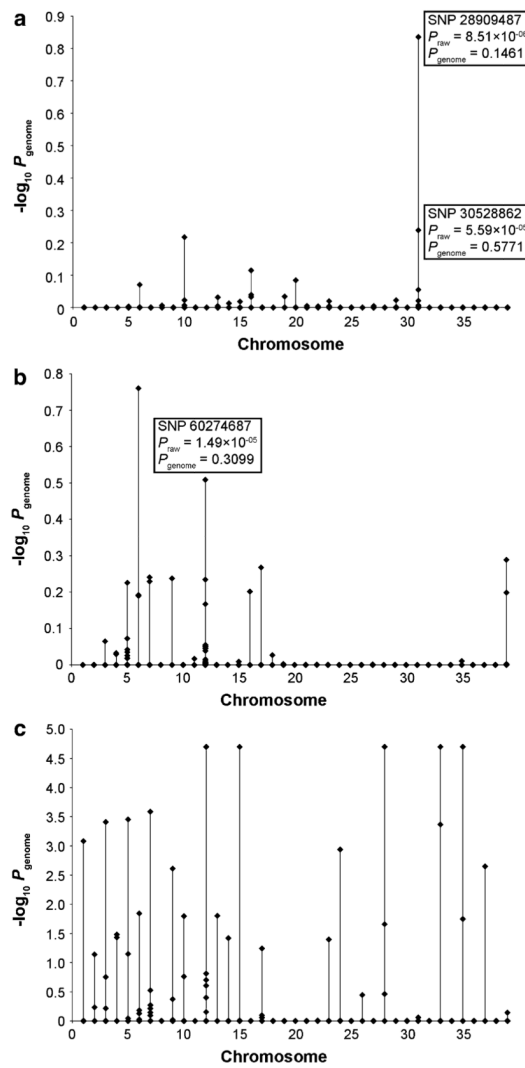 a
0.9
0.8
0.7
0.6
0.5
0.4
0.3
0.2
0.1
0
-log10 Pgenome
SNP 28909487
Praw = 8.51×10-06
Pgenome = 0.1461
SNP 30528862
Praw = 5.59×10-05
Pgenome = 0.5771
0 5 10 15 20 25 30 35
Chromosome
b
0.8
0.7
0.6
0.5
0.4
0.3
0.2
0.1
0
-log10 Pgenome
SNP 60274687
Praw = 1.49×10-05
Pgenome = 0.3099
0 5 10 15 20 25 30 35
Chromosome
c
5.0
4.5
4.0
3.5
3.0
2.5
2.0
1.5
1.0
0.5
0
-log10 Pgenome
0 5 10 15 20 25 30 35
Chromosome